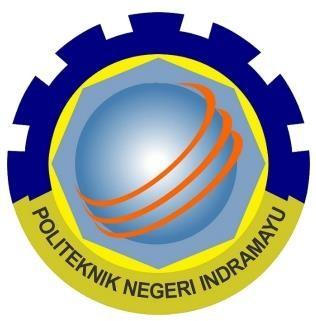 POLITEKNIK NEGERI INDRAMAYU